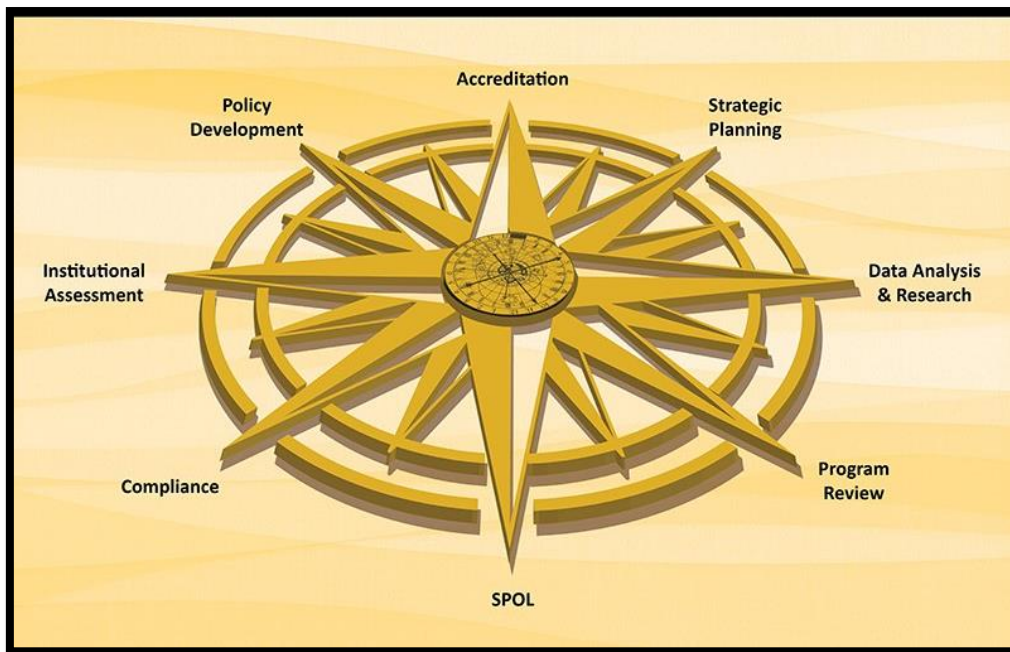 Accreditation
Policy
Development
Strategic
Planning
Institutional
Assessment
Data Analysis
& Research
Compliance
Program
Review
SPOL